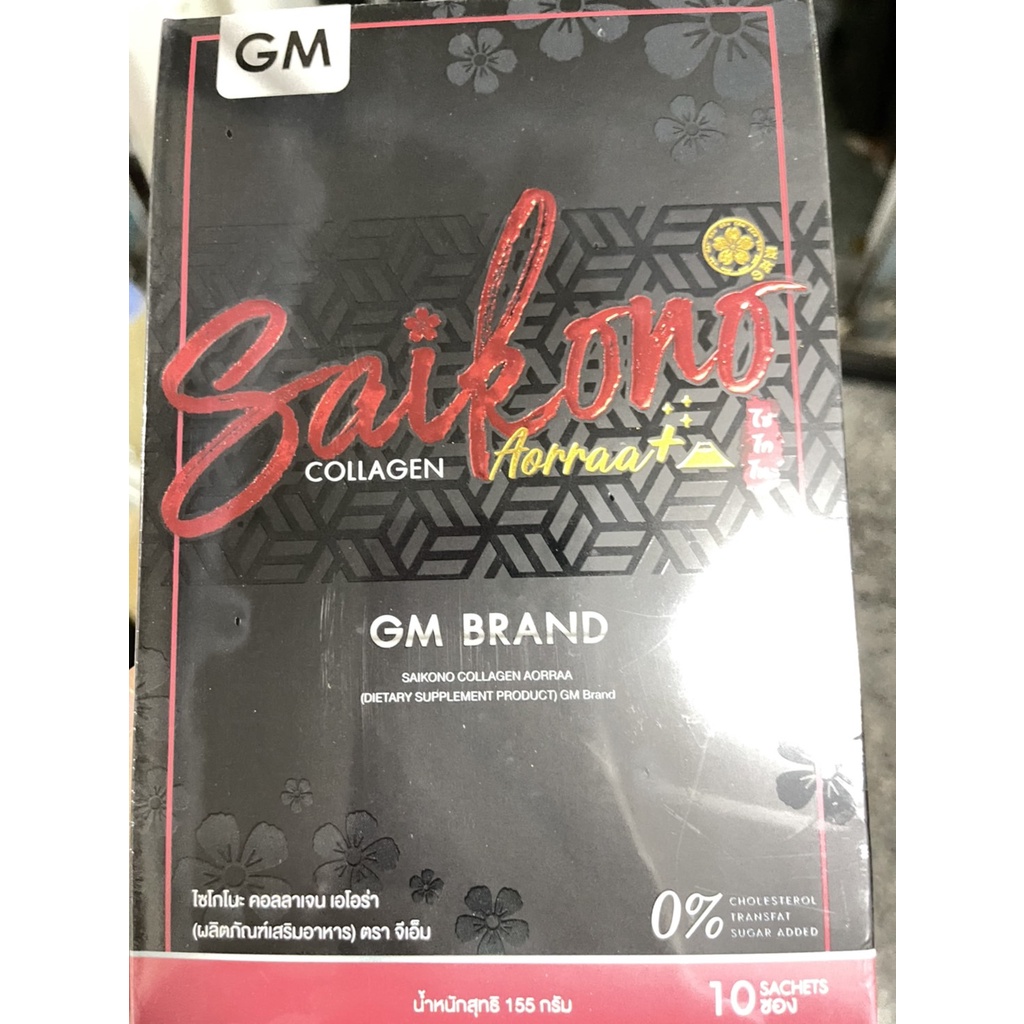 GM
Saikono
COLLAGEN
Aorraa+
GM BRAND
SAIKONO COLLAGEN AORRAA
(DIETARY SUPPLEMENT PRODUCT) GM Brand
ไซโกโนะ คอลลาเจน เอโอร่า
(ผลิตภัณฑ์เสริมอาหาร) ตรา จีเอ็ม
0% CHOLESTEROL
TRANSFAT
SUGAR ADDED
น้ำหนักสุทธิ 155 กรัม
10 SACHETS
ซอง